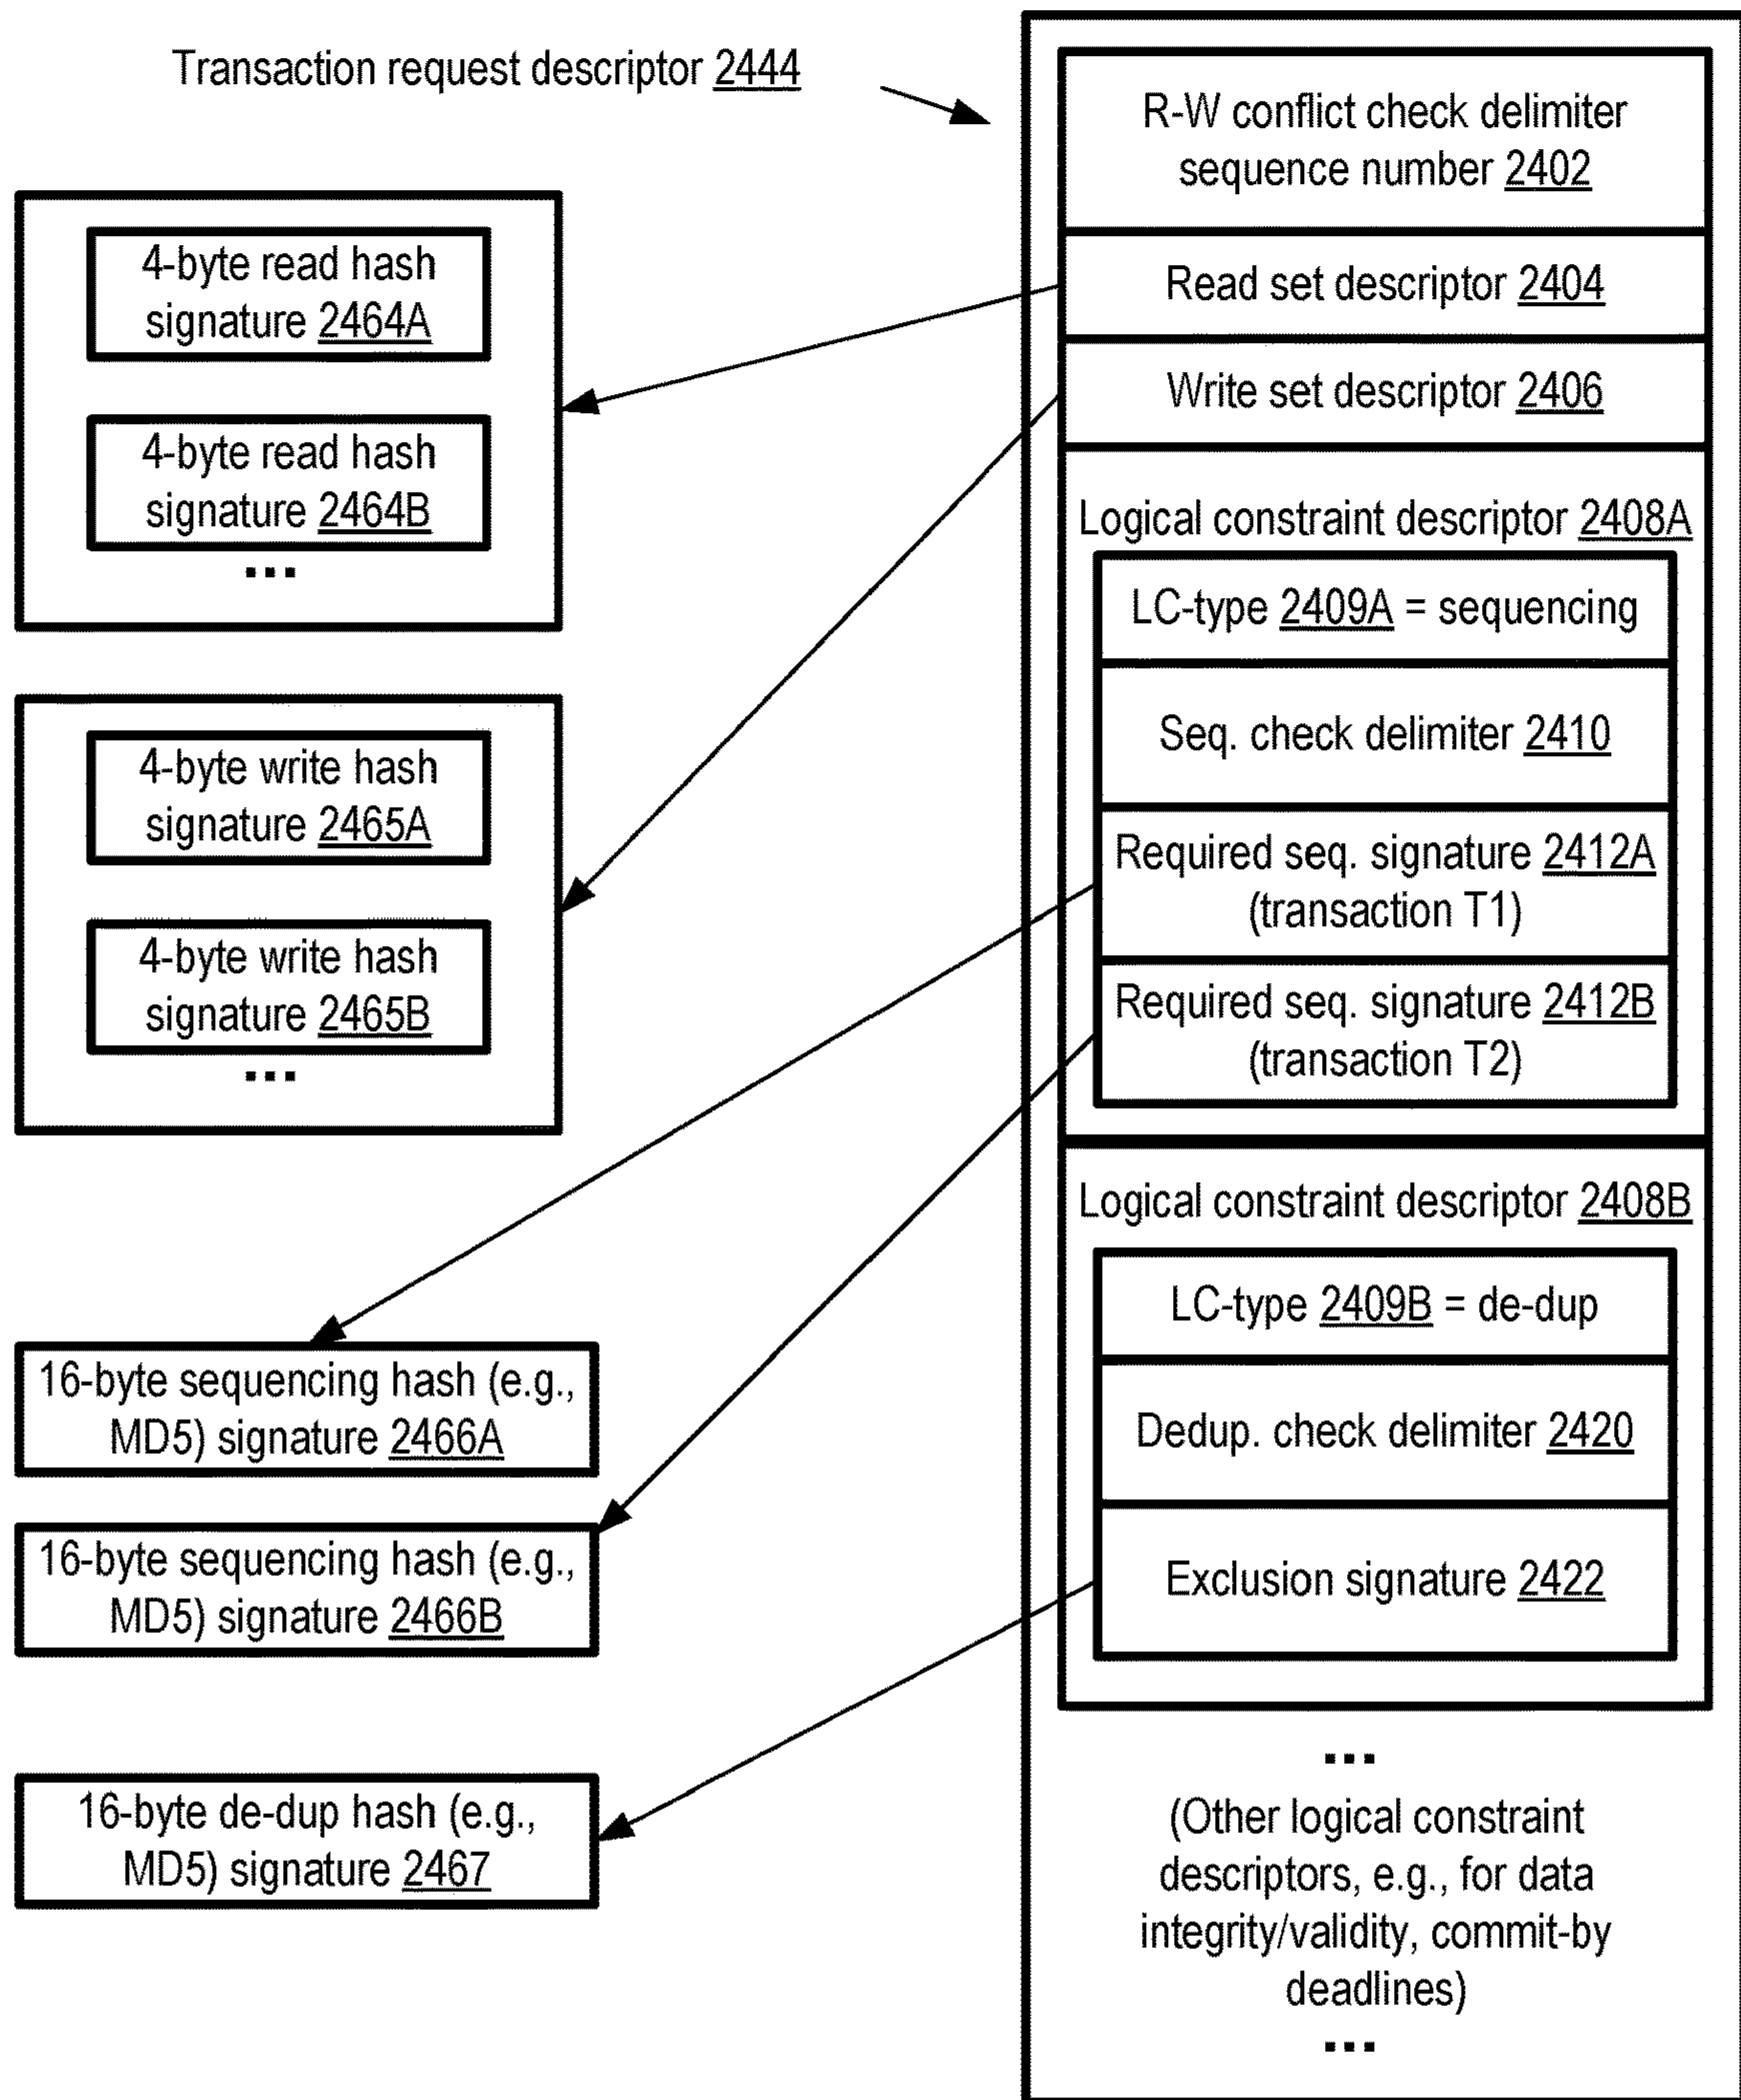 Transaction request descriptor 2444
R-W conflict check delimiter
sequence number 2402
Read set descriptor 2404
Write set descriptor 2406
Logical constraint descriptor 2408A
LC-type 2409A = sequencing
Seq. check delimiter 2410
Required seq. signature 2412A
(transaction T1)
Required seq. signature 2412B
(transaction T2)
Logical constraint descriptor 2408B
LC-type 2409B = de-dup
Dedup. check delimiter 2420
Exclusion signature 2422
...
(Other logical constraint
descriptors, e.g., for data
integrity/validity, commit-by
deadlines)
...
4-byte read hash
signature 2464A
4-byte read hash
signature 2464B
...
4-byte write hash
signature 2465A
4-byte write hash
signature 2465B
...
16-byte sequencing hash (e.g.,
MD5) signature 2466A
16-byte sequencing hash (e.g.,
MD5) signature 2466B
16-byte de-dup hash (e.g.,
MD5) signature 2467